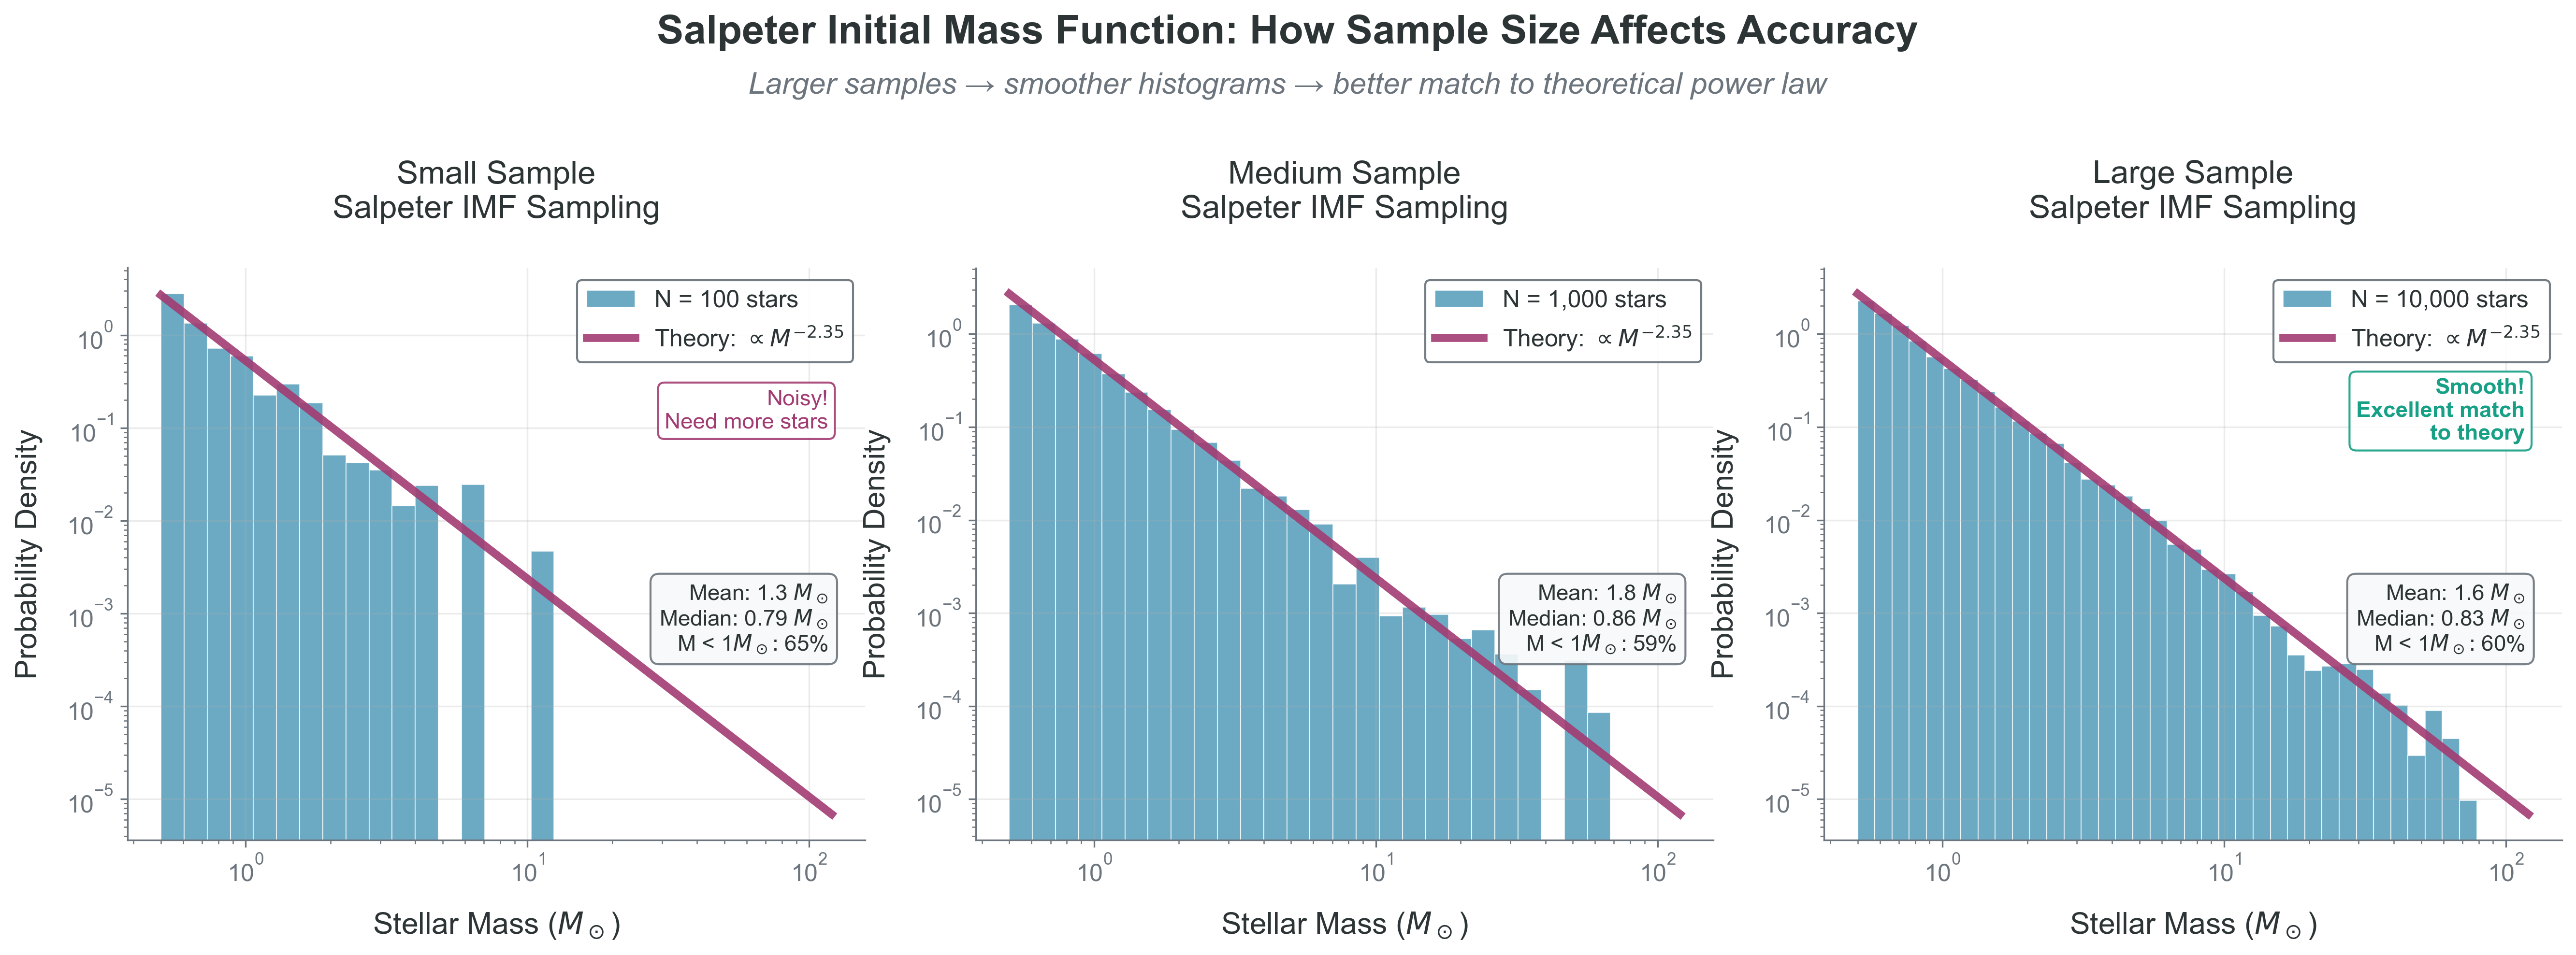 Salpeter Initial Mass Function: How Sample Size Affects Accuracy
Larger samples → smoother histograms → better match to theoretical power law
Small Sample
Salpeter IMF Sampling
N = 100 stars
Theory: ∝ M^−2.35
Noisy!
Need more stars
Mean: 1.3 M⊙
Median: 0.79 M⊙
M < 1M⊙: 65%
Probability Density
10^0
10^−1
10^−2
10^−3
10^−4
10^−5
10^0
10^1
10^2
Stellar Mass (M⊙)
Medium Sample
Salpeter IMF Sampling
N = 1,000 stars
Theory: ∝ M^−2.35
Mean: 1.8 M⊙
Median: 0.86 M⊙
M < 1M⊙: 59%
Probability Density
10^0
10^−1
10^−2
10^−3
10^−4
10^−5
10^0
10^1
10^2
Stellar Mass (M⊙)
Large Sample
Salpeter IMF Sampling
N = 10,000 stars
Theory: ∝ M^−2.35
Smooth!
Excellent match
to theory
Mean: 1.6 M⊙
Median: 0.83 M⊙
M < 1M⊙: 60%
Probability Density
10^0
10^−1
10^−2
10^−3
10^−4
10^−5
10^0
10^1
10^2
Stellar Mass (M⊙)